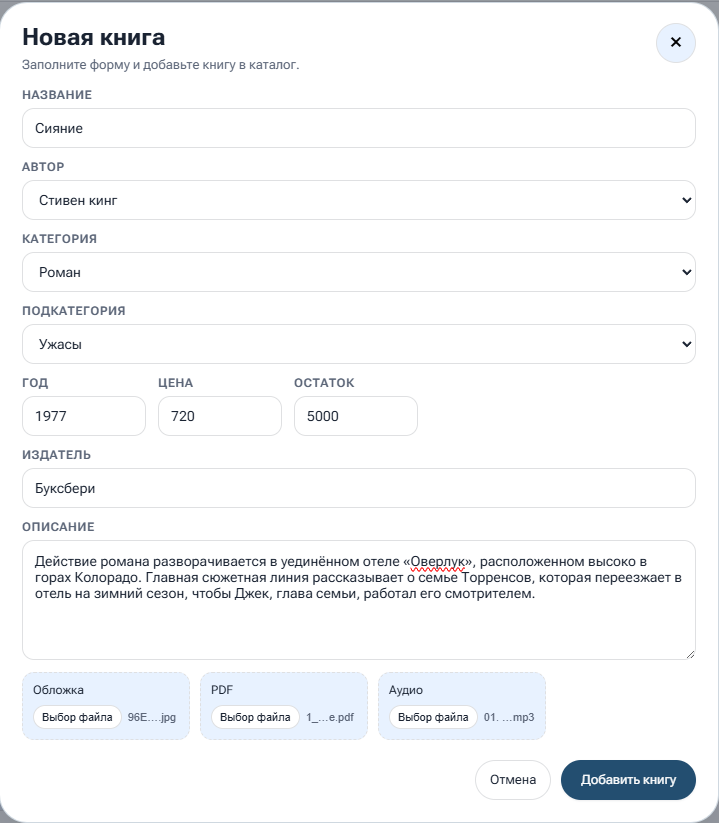 Новая книга
Заполните форму и добавьте книгу в каталог.
НАЗВАНИЕ
Сияние
АВТОР
Стивен кинг
КАТЕГОРИЯ
Роман
ПОДКАТЕГОРИЯ
Ужасы
ГОД ЦЕНА ОСТАТОК
1977 720 5000
ИЗДАТЕЛЬ
Буксбери
ОПИСАНИЕ
Действие романа разворачивается в уединённом отеле «Оверлук», расположенном высоко в
горах Колорадо. Главная сюжетная линия рассказывает о семье Торренсов, которая переезжает в
отель на зимний сезон, чтобы Джек, глава семьи, работал его смотрителем.
Обложка PDF Аудио
Выбор файла 96E....jpg Выбор файла 1_...e.pdf Выбор файла 01. ...mp3
Отмена Добавить книгу